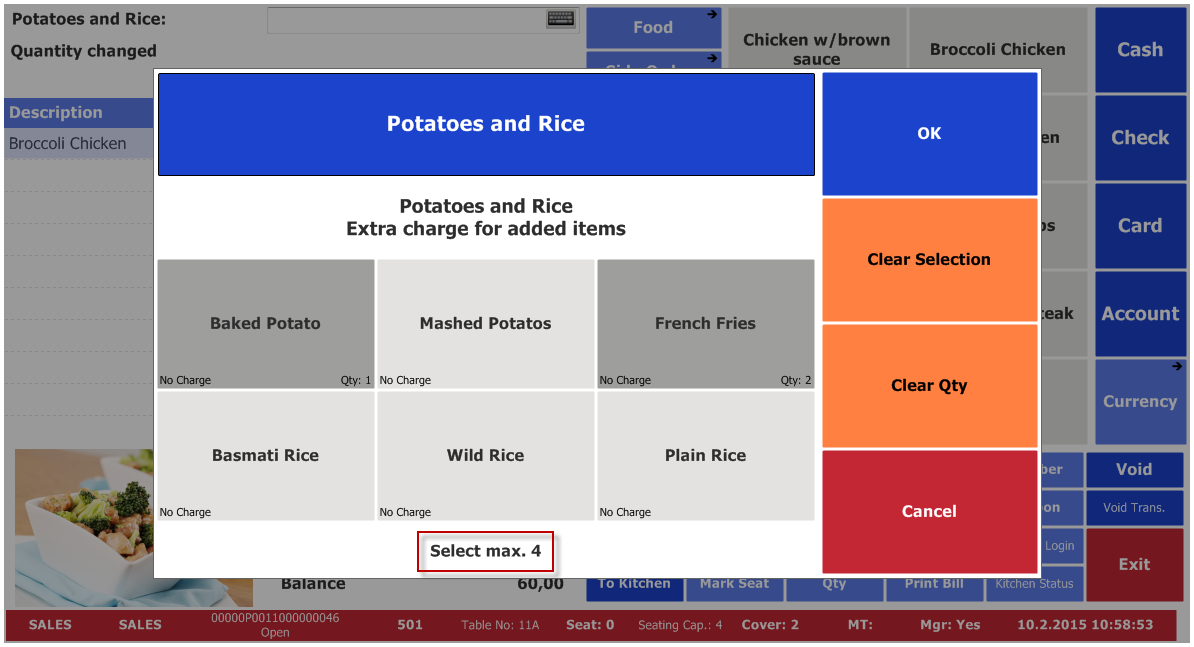 Potatoes and Rice:
Quantity changed
Food
Chicken w/brown
sauce
Broccoli Chicken
Cash
Description
Broccoli Chicken
Check
Card
Account
Currency
Potatoes and Rice
OK
Potatoes and Rice
Extra charge for added items
Clear Selection
Baked Potato
No Charge
Qty: 1
Mashed Potatos
No Charge
French Fries
No Charge
Qty: 2
Clear Qty
Basmati Rice
No Charge
Wild Rice
No Charge
Plain Rice
No Charge
Cancel
Select max. 4
Void
Void Trans.
Login
Exit
Balance
60,00
To Kitchen
Mark Seat
Qty
Print Bill
Kitchen Status
SALES
SALES
00000P0011000000046
Open
501
Table No: 11A
Seat: 0
Seating Cap.: 4
Cover: 2
MT:
Mgr: Yes
10.2.2015 10:58:53